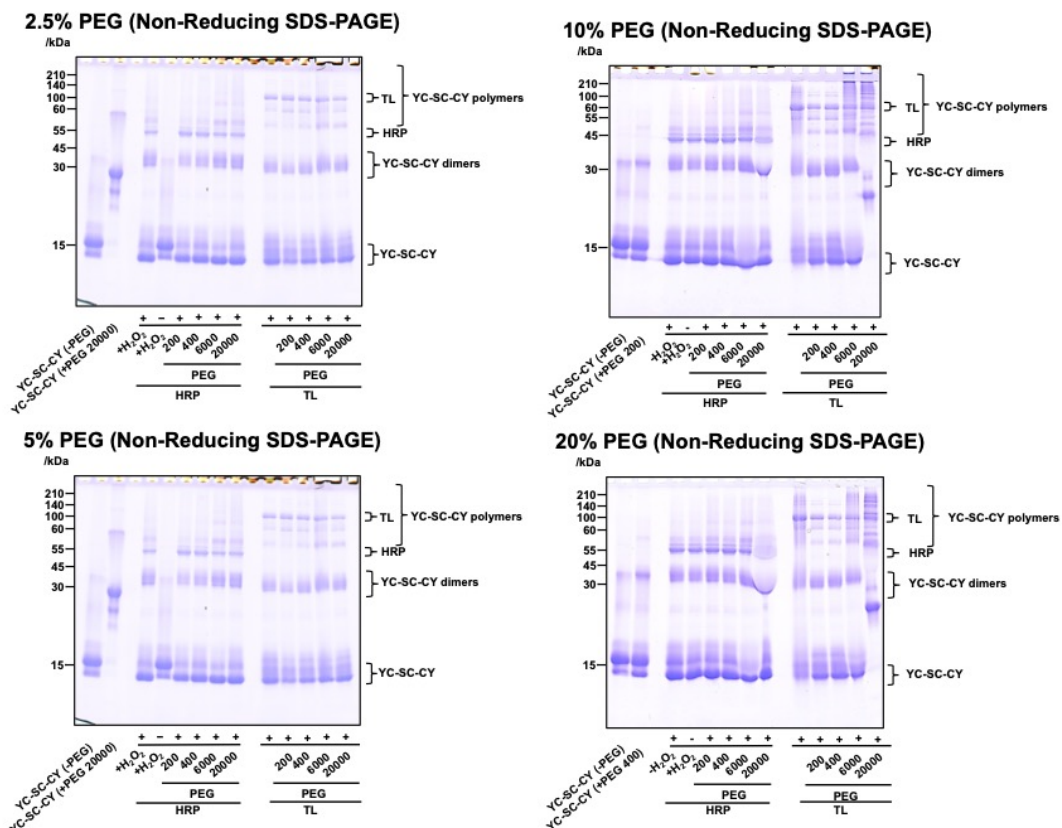 2.5% PEG (Non-Reducing SDS-PAGE)
/kDa
210
140
100
60
55
45
30
15
TL
YC-SC-CY polymers
HRP
YC-SC-CY dimers
YC-SC-CY
YC-SC-CY (-PEG)
YC-SC-CY (+PEG 20000)
+ − + + + + + + + + +
+H₂O₂
+H₂O₂
200 400 6000 20000
200 400 6000 20000
PEG
PEG
HRP
TL
10% PEG (Non-Reducing SDS-PAGE)
/kDa
210
140
100
60
45
30
15
TL
YC-SC-CY polymers
HRP
YC-SC-CY dimers
YC-SC-CY
YC-SC-CY (-PEG)
YC-SC-CY (+PEG 200)
+ - + + + + + + + + +
-H₂O₂
+H₂O₂
200 400 6000 20000
200 400 6000 20000
PEG
PEG
HRP
TL
5% PEG (Non-Reducing SDS-PAGE)
/kDa
210
140
100
60
55
45
30
15
TL
YC-SC-CY polymers
HRP
YC-SC-CY dimers
YC-SC-CY
YC-SC-CY (-PEG)
YC-SC-CY (+PEG 20000)
+ − + + + + + + + + +
+H₂O₂
+H₂O₂
200 400 6000 20000
200 400 6000 20000
PEG
PEG
HRP
TL
20% PEG (Non-Reducing SDS-PAGE)
/kDa
210
140
100
60
55
45
30
15
TL
YC-SC-CY polymers
HRP
YC-SC-CY dimers
YC-SC-CY
YC-SC-CY (-PEG)
YC-SC-CY (+PEG 400)
+ - + + + + + + + + +
-H₂O₂
+H₂O₂
200 400 6000 20000
200 400 6000 20000
PEG
PEG
HRP
TL